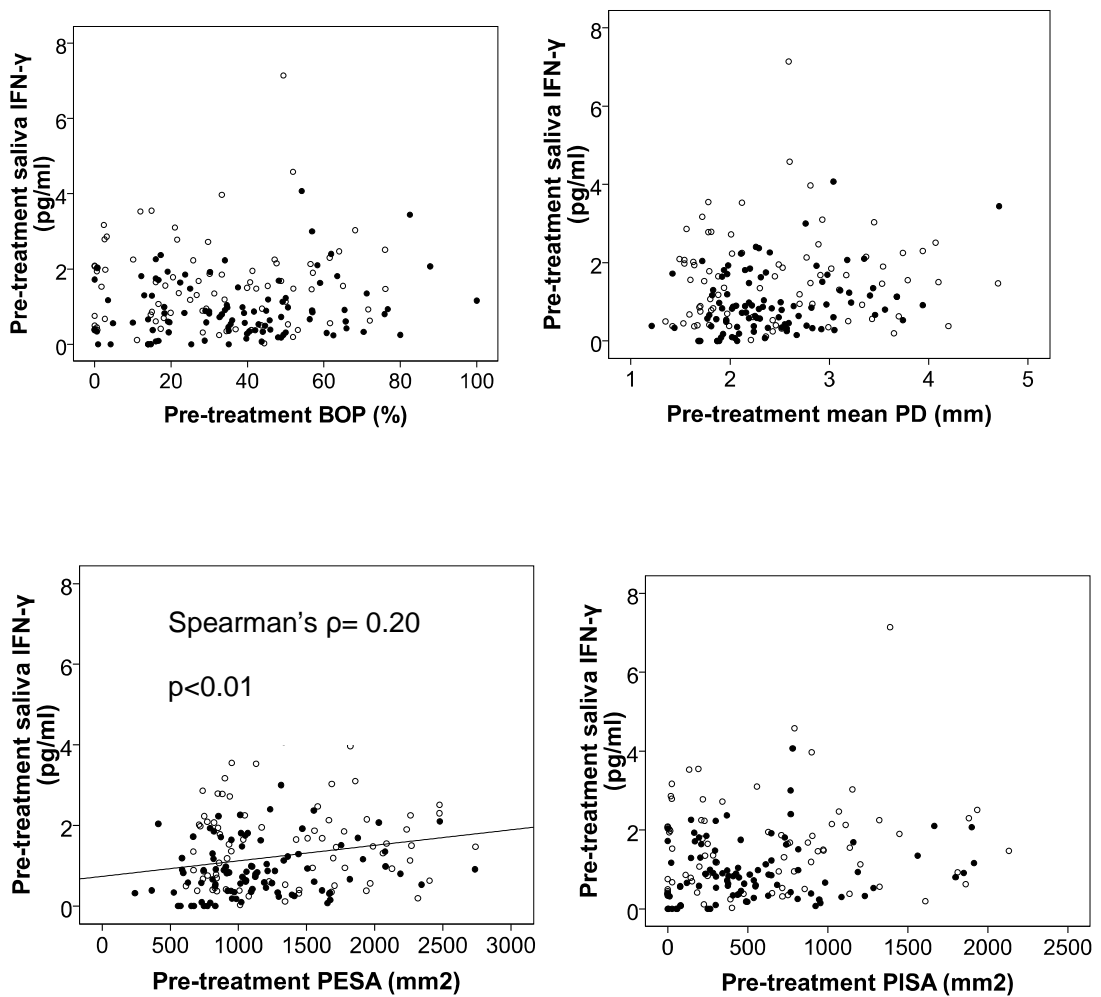 Pre-treatment saliva IFN-γ
(pg/ml)
8
6
4
2
0
0 20 40 60 80 100
Pre-treatment BOP (%)
Pre-treatment saliva IFN-γ
(pg/ml)
8
6
4
2
0
1 2 3 4 5
Pre-treatment mean PD (mm)
Pre-treatment saliva IFN-γ
(pg/ml)
8
6
4
2
0
Spearman’s ρ= 0.20
p<0.01
0 500 1000 1500 2000 2500 3000
Pre-treatment PESA (mm2)
Pre-treatment saliva IFN-γ
(pg/ml)
8
6
4
2
0
0 500 1000 1500 2000 2500
Pre-treatment PISA (mm2)